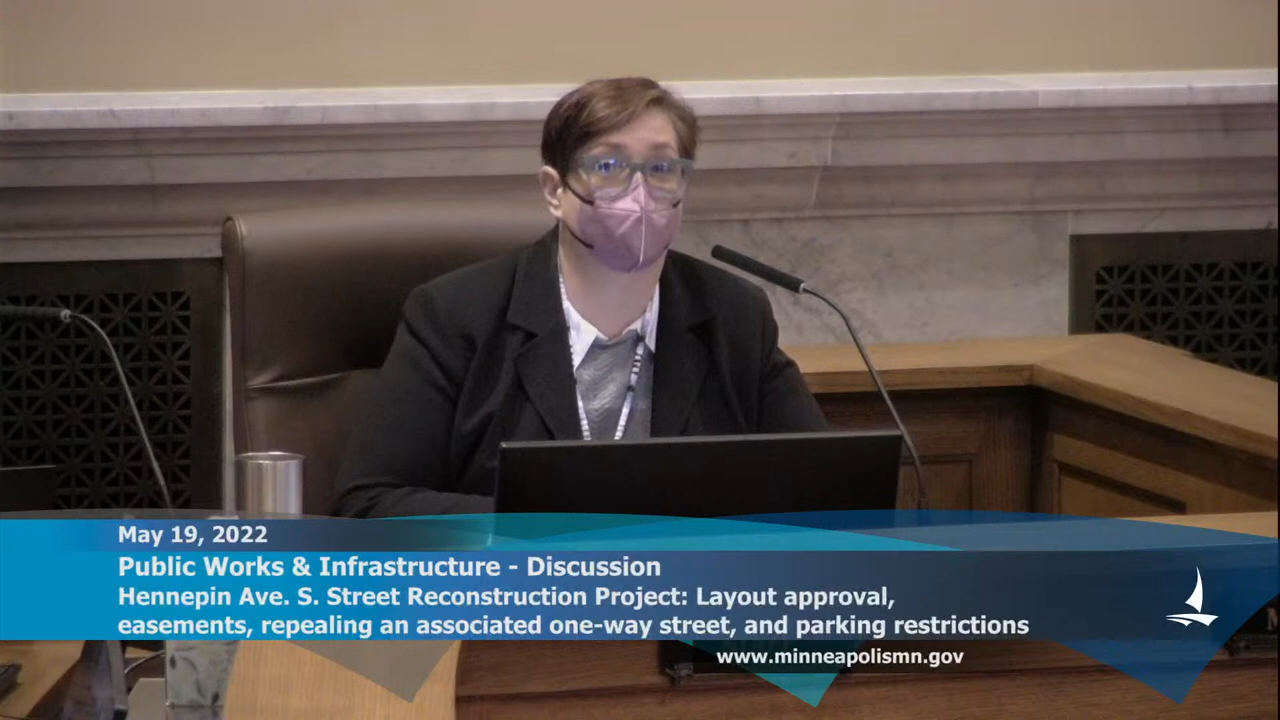 May 19, 2022
Public Works & Infrastructure - Discussion
Hennepin Ave. S. Street Reconstruction Project: Layout approval,
easements, repealing an associated one-way street, and parking restrictions
www.minneapolismn.gov